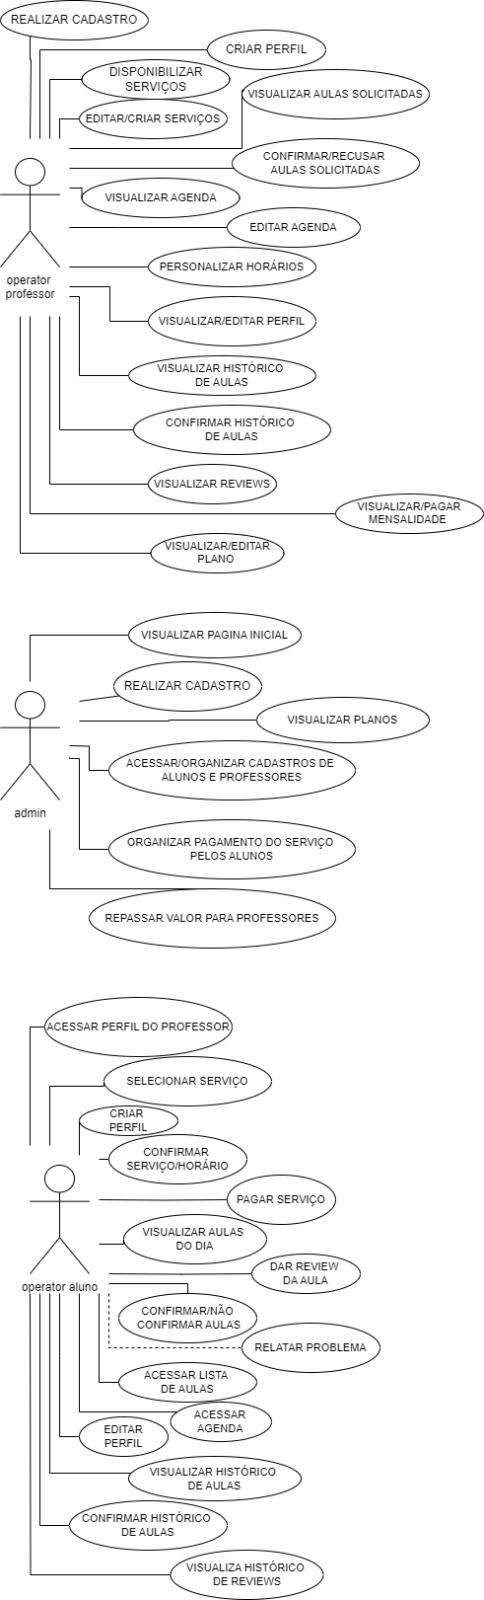 REALIZAR CADASTRO
CRIAR PERFIL
DISPONIBILIZAR
SERVIÇOS
VISUALIZAR AULAS SOLICITADAS
EDITAR/CRIAR SERVIÇOS
CONFIRMAR/RECUSAR
AULAS SOLICITADAS
VISUALIZAR AGENDA
EDITAR AGENDA
operator
professor
PERSONALIZAR HORÁRIOS
VISUALIZAR/EDITAR PERFIL
VISUALIZAR HISTÓRICO
DE AULAS
CONFIRMAR HISTÓRICO
DE AULAS
VISUALIZAR REVIEWS
VISUALIZAR/PAGAR
MENSALIDADE
VISUALIZAR/EDITAR
PLANO
VISUALIZAR PAGINA INICIAL
REALIZAR CADASTRO
VISUALIZAR PLANOS
ACESSAR/ORGANIZAR CADASTROS DE
ALUNOS E PROFESSORES
admin
ORGANIZAR PAGAMENTO DO SERVIÇO
PELOS ALUNOS
REPASSAR VALOR PARA PROFESSORES
ACESSAR PERFIL DO PROFESSOR
SELECIONAR SERVIÇO
CRIAR
PERFIL
CONFIRMAR
SERVIÇO/HORÁRIO
PAGAR SERVIÇO
VISUALIZAR AULAS
DO DIA
DAR REVIEW
DA AULA
operator aluno
CONFIRMAR/NÃO
CONFIRMAR AULAS
RELATAR PROBLEMA
ACESSAR LISTA
DE AULAS
ACESSAR
AGENDA
EDITAR
PERFIL
VISUALIZAR HISTÓRICO
DE AULAS
CONFIRMAR HISTÓRICO
DE AULAS
VISUALIZA HISTÓRICO
DE REVIEWS